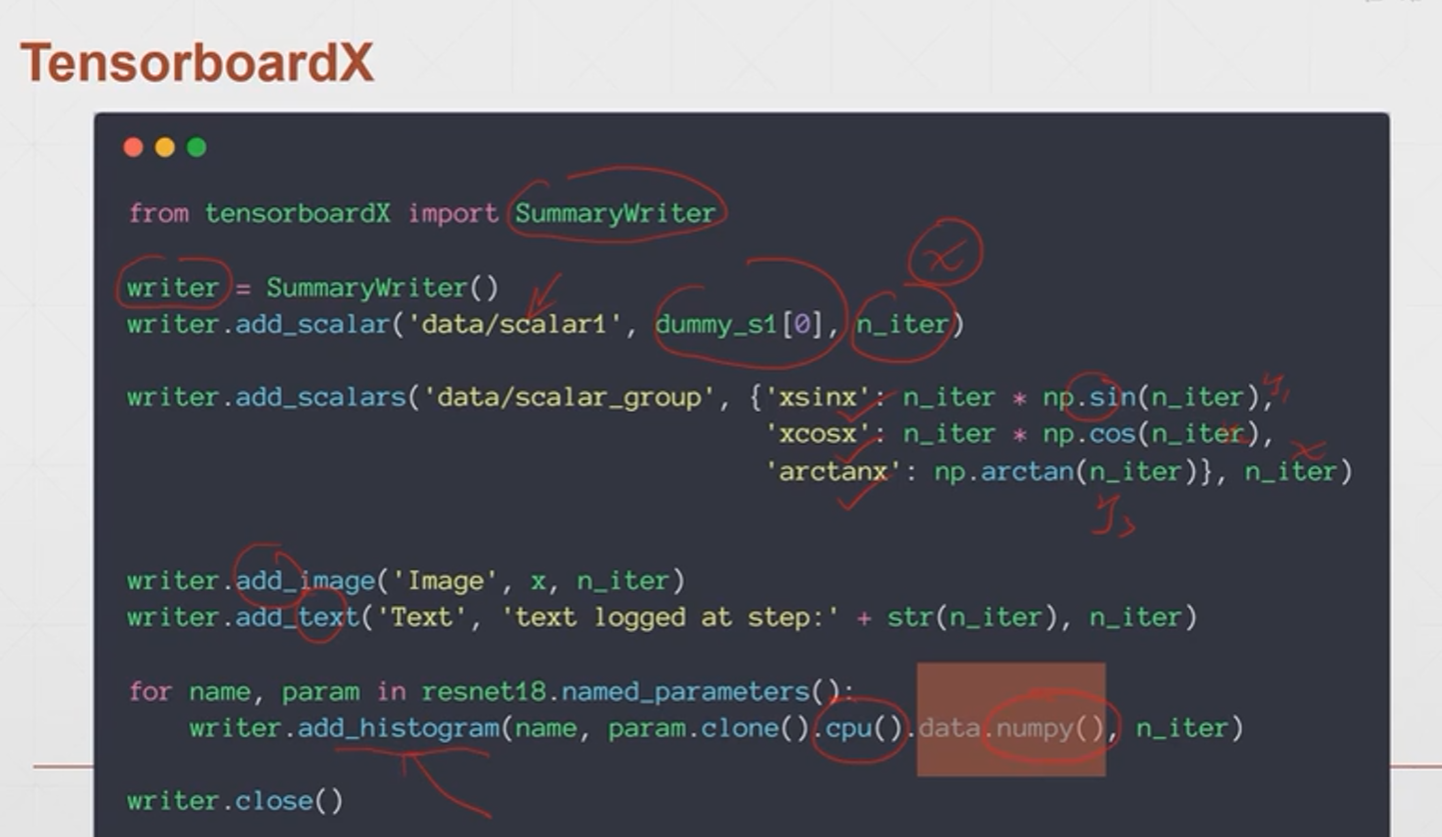 TensorboardX
from tensorboardX import SummaryWriter
x
writer = SummaryWriter()
writer.add_scalar('data/scalar1', dummy_s1[0], n_iter)
writer.add_scalars('data/scalar_group', {'xsinx': n_iter * np.sin(n_iter), y1
'xcosx': n_iter * np.cos(n_iter),
x
'arctanx': np.arctan(n_iter)}, n_iter)
y3
writer.add_image('Image', x, n_iter)
writer.add_text('Text', 'text logged at step:' + str(n_iter), n_iter)
for name, param in resnet18.named_parameters():
writer.add_histogram(name, param.clone().cpu().data.numpy(), n_iter)
writer.close()